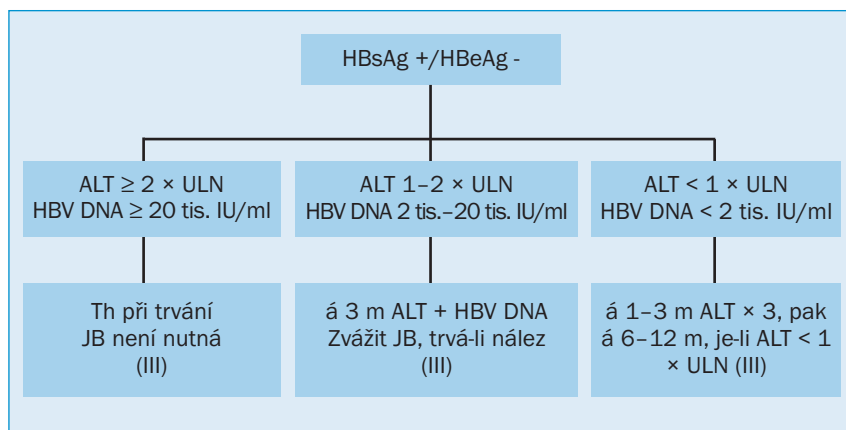 HBsAg +/HBeAg -
ALT ≥ 2 × ULN
HBV DNA ≥ 20 tis. IU/ml
ALT 1–2 × ULN
HBV DNA 2 tis.–20 tis. IU/ml
ALT < 1 × ULN
HBV DNA < 2 tis. IU/ml
Th při trvání
JB není nutná
(III)
á 3 m ALT + HBV DNA
Zvážit JB, trvá-li nález
(III)
á 1–3 m ALT × 3, pak
á 6–12 m, je-li ALT < 1
× ULN (III)